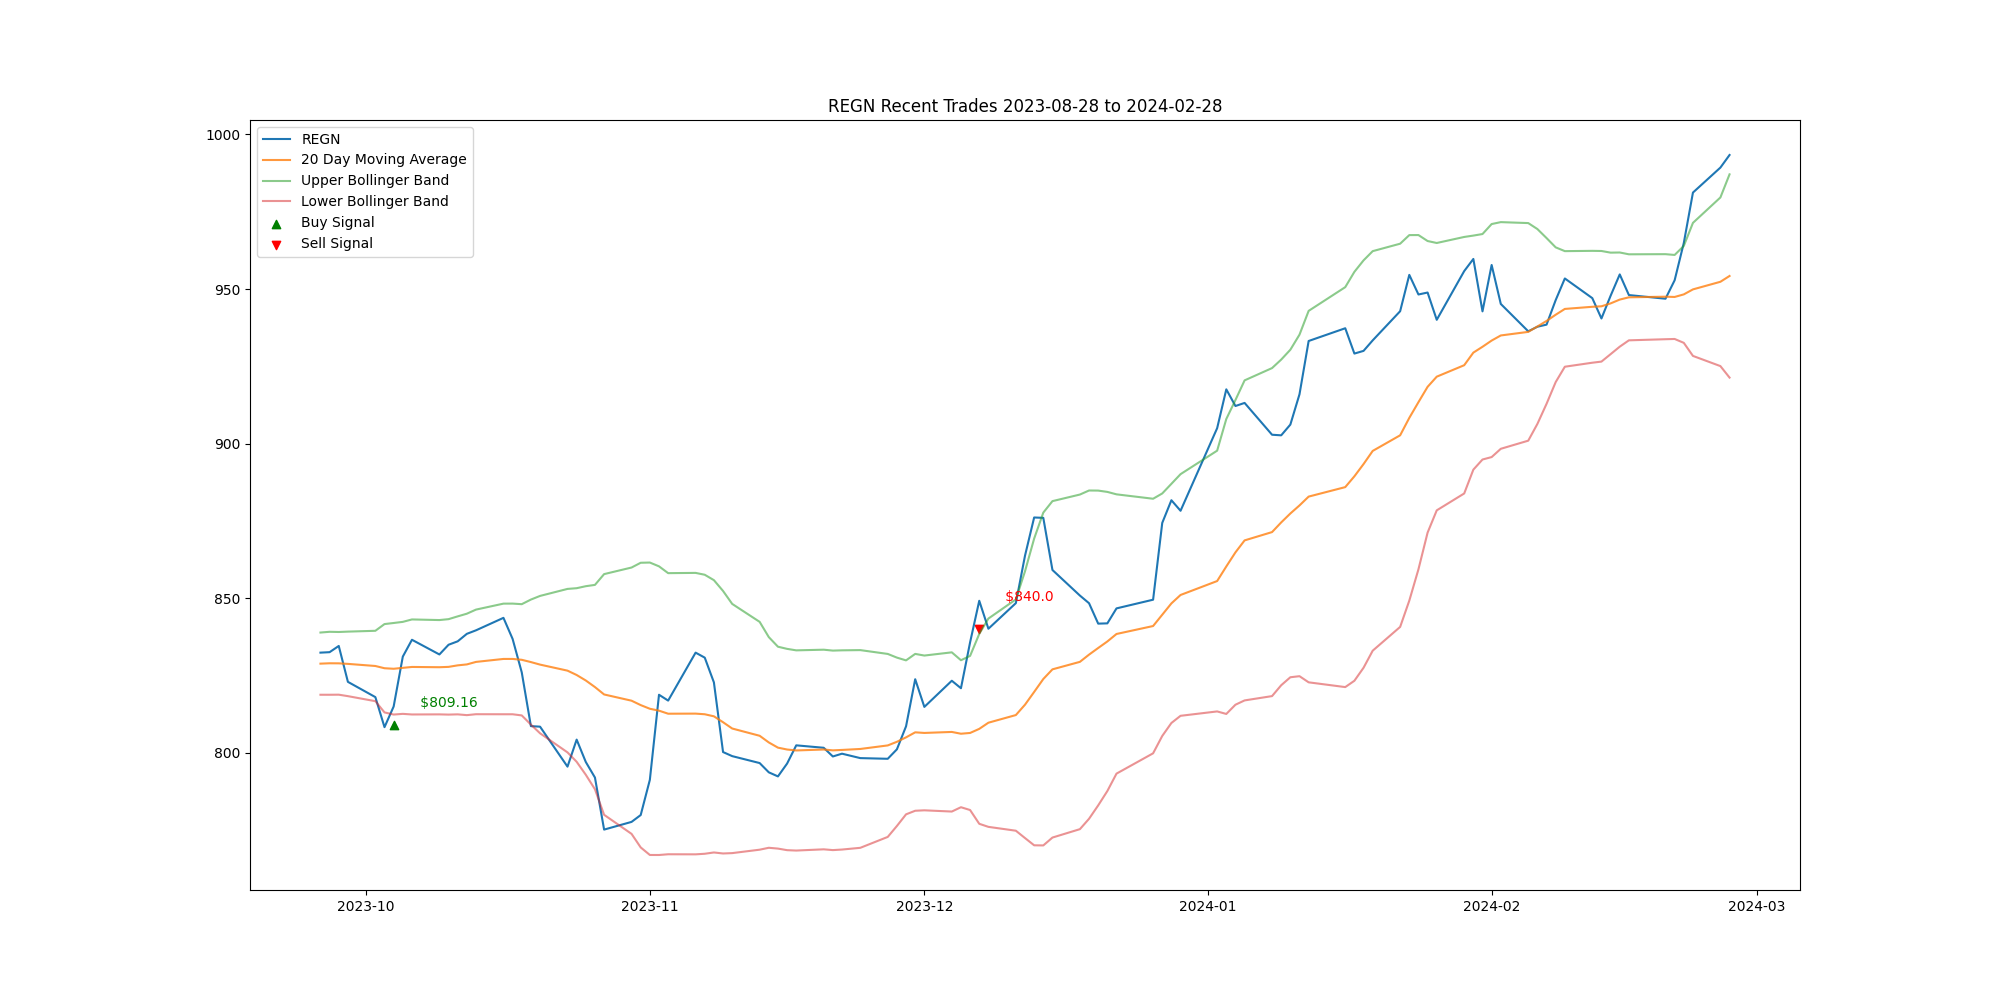 REGN Recent Trades 2023-08-28 to 2024-02-28
REGN
20 Day Moving Average
Upper Bollinger Band
Lower Bollinger Band
Buy Signal
Sell Signal
1000
950
900
850
800
$840.0
$809.16
2023-10
2023-11
2023-12
2024-01
2024-02
2024-03